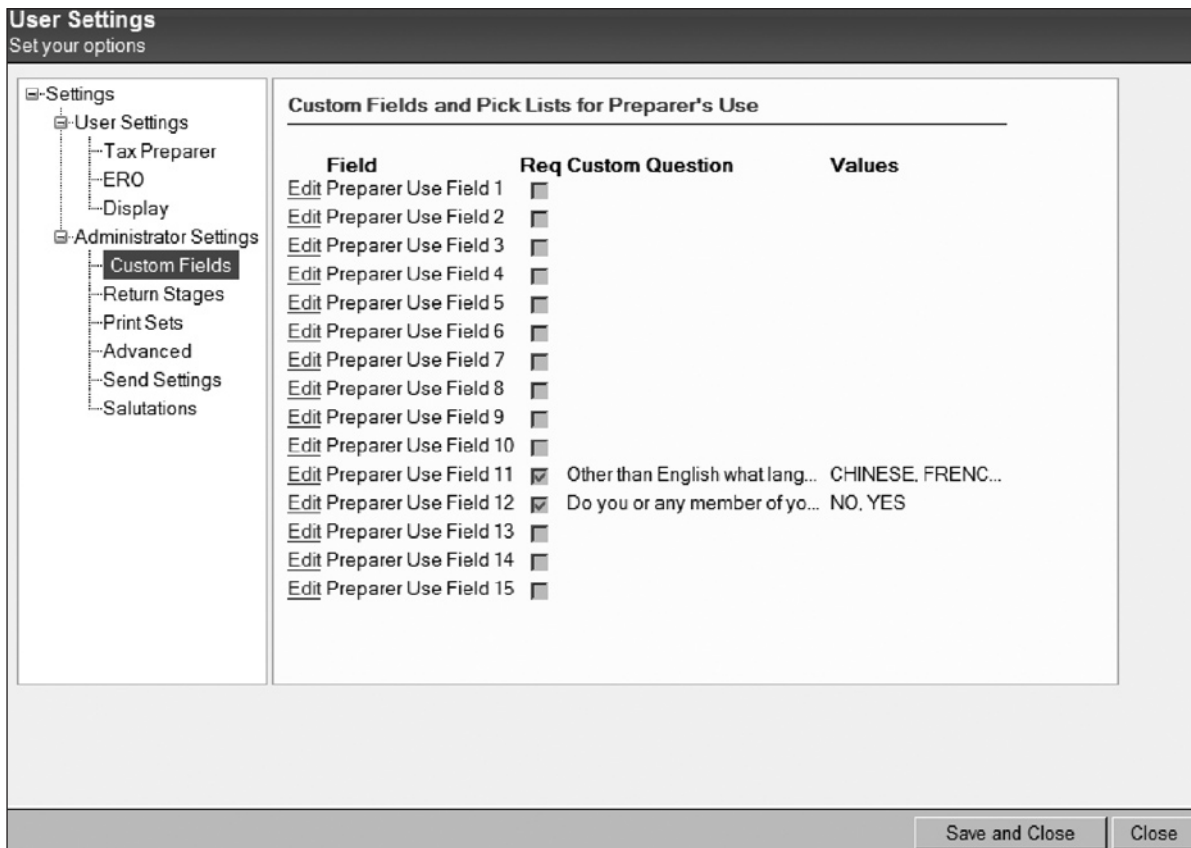 User Settings
Set your options
Settings
User Settings
Tax Preparer
ERO
Display
Administrator Settings
Custom Fields
Return Stages
Print Sets
Advanced
Send Settings
Salutations
Custom Fields and Pick Lists for Preparer's Use
Field Req Custom Question Values
Edit Preparer Use Field 1
Edit Preparer Use Field 2
Edit Preparer Use Field 3
Edit Preparer Use Field 4
Edit Preparer Use Field 5
Edit Preparer Use Field 6
Edit Preparer Use Field 7
Edit Preparer Use Field 8
Edit Preparer Use Field 9
Edit Preparer Use Field 10
Edit Preparer Use Field 11 Other than English what lang... CHINESE, FRENC...
Edit Preparer Use Field 12 Do you or any member of yo... NO, YES
Edit Preparer Use Field 13
Edit Preparer Use Field 14
Edit Preparer Use Field 15
Save and Close Close